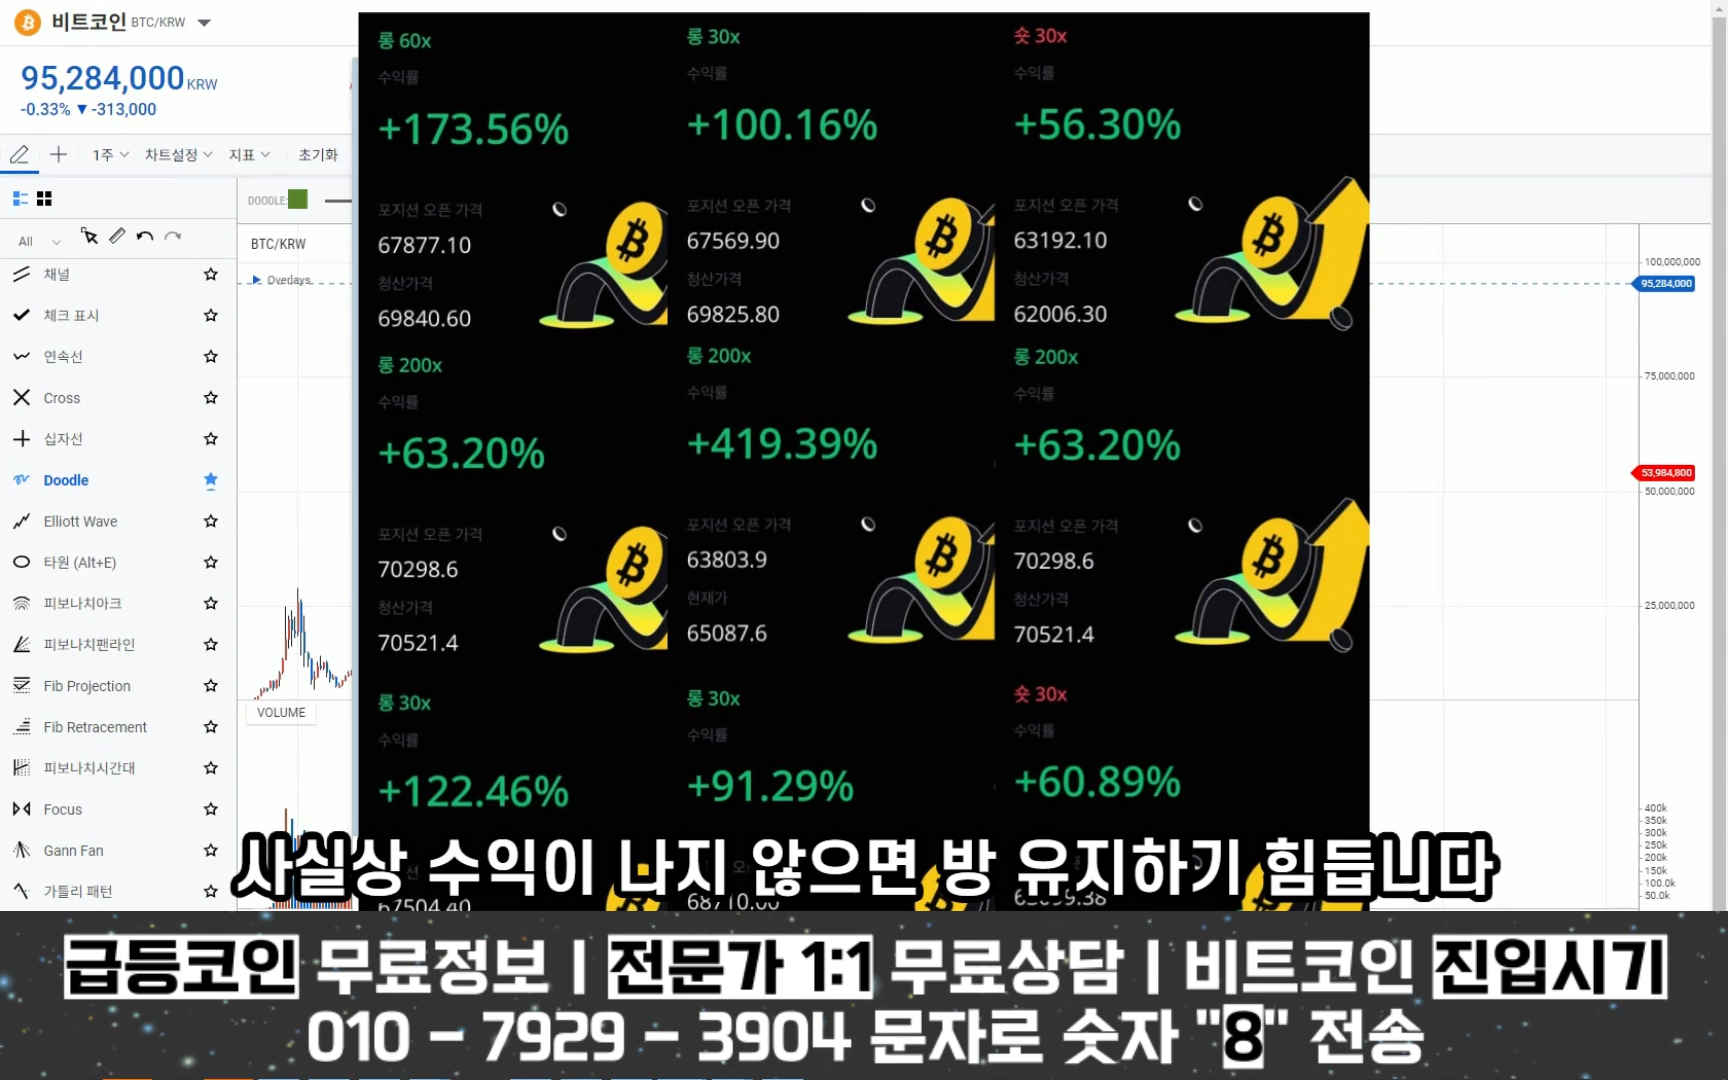 비트코인 BTC/KRW
95,284,000 KRW
-0.33% ▼ -313,000
1주 차트설정 지표 초기화
DOODLE:
All
BTC/KRW
Overlays
채널
체크 표시
연속선
Cross
십자선
Doodle
Elliott Wave
타원 (Alt+E)
피보나치아크
피보나치팬라인
Fib Projection
Fib Retracement
피보나치시간대
Focus
Gann Fan
가틀리 패턴
VOLUME
롱 60x
수익률
+173.56%
포지션 오픈 가격
67877.10
청산가격
69840.60
롱 30x
수익률
+100.16%
포지션 오픈 가격
67569.90
청산가격
69825.80
숏 30x
수익률
+56.30%
포지션 오픈 가격
63192.10
청산가격
62006.30
롱 200x
수익률
+63.20%
포지션 오픈 가격
70298.6
청산가격
70521.4
롱 200x
수익률
+419.39%
포지션 오픈 가격
63803.9
현재가
65087.6
롱 200x
수익률
+63.20%
포지션 오픈 가격
70298.6
청산가격
70521.4
롱 30x
수익률
+122.46%
67504.40
롱 30x
수익률
+91.29%
68710.00
숏 30x
수익률
+60.89%
100,000,000
95,284,000
75,000,000
53,984,800
50,000,000
25,000,000
400k
350k
300k
250k
200k
150k
100.0k
50.0k
사실상 수익이 나지 않으면 방 유지하기 힘듭니다
급등코인 무료정보 | 전문가 1:1 무료상담 | 비트코인 진입시기
010 - 7929 - 3904 문자로 숫자 "8" 전송